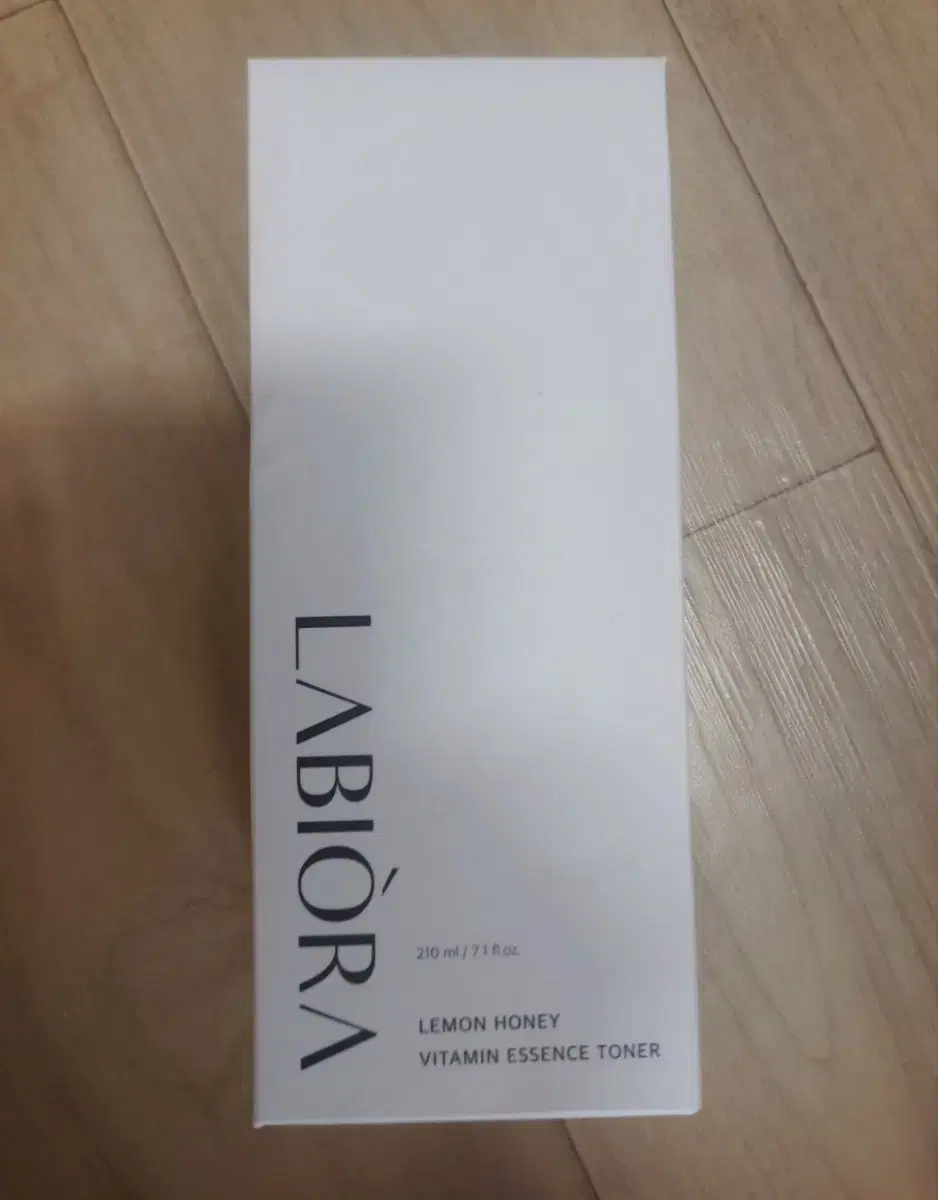 LABIÓRA
210 ml / 7.1 fl.oz.
LEMON HONEY
VITAMIN ESSENCE TONER